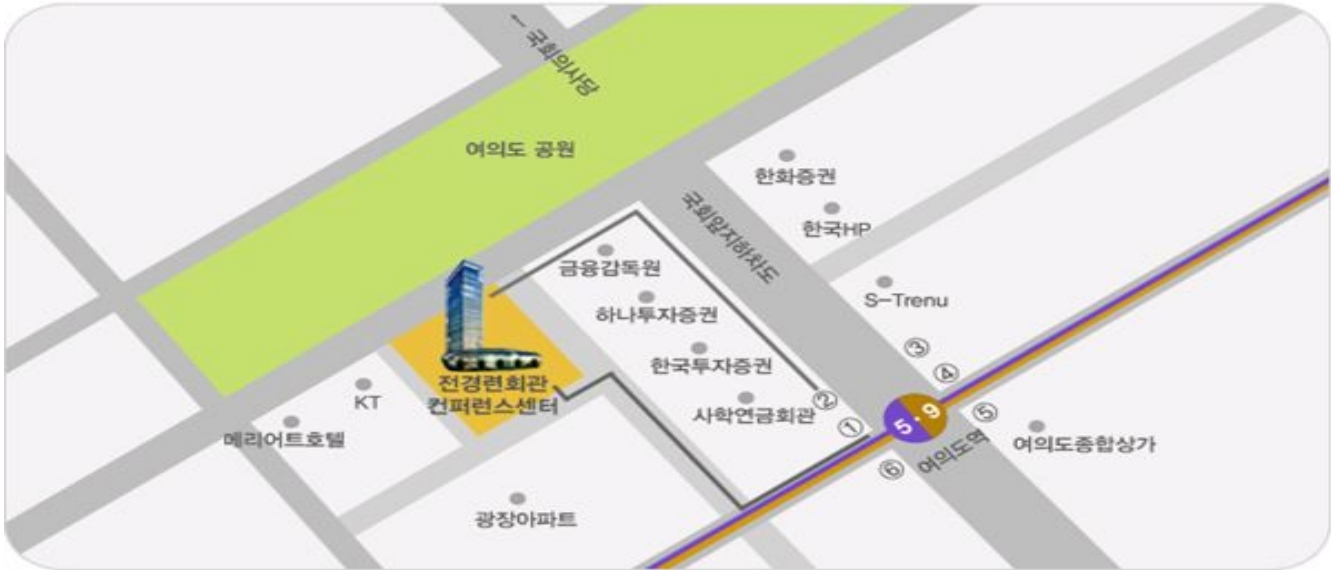 ← 국회의사당
여의도 공원
한화증권
국회앞지하차도
한국HP
금융감독원
S-Trenu
하나투자증권
③
한국투자증권
④
전경련회관
컨퍼런스센터
KT
사학연금회관
②
①
5·9
⑤
메리어트호텔
여의도종합상가
⑥
여의도역
광장아파트